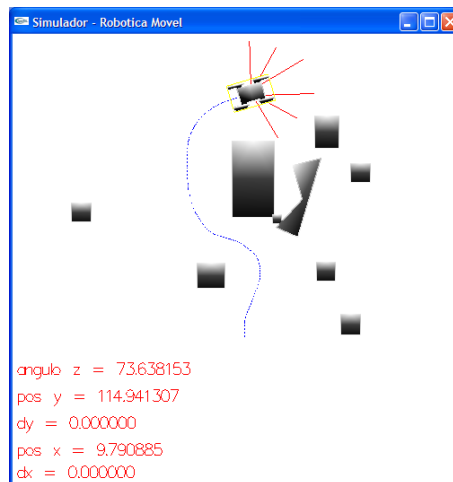 Simulador - Robotica Movel
angulo z = 73.638153
pos y = 114.941307
dy = 0.000000
pos x = 9.790885
dx = 0.000000